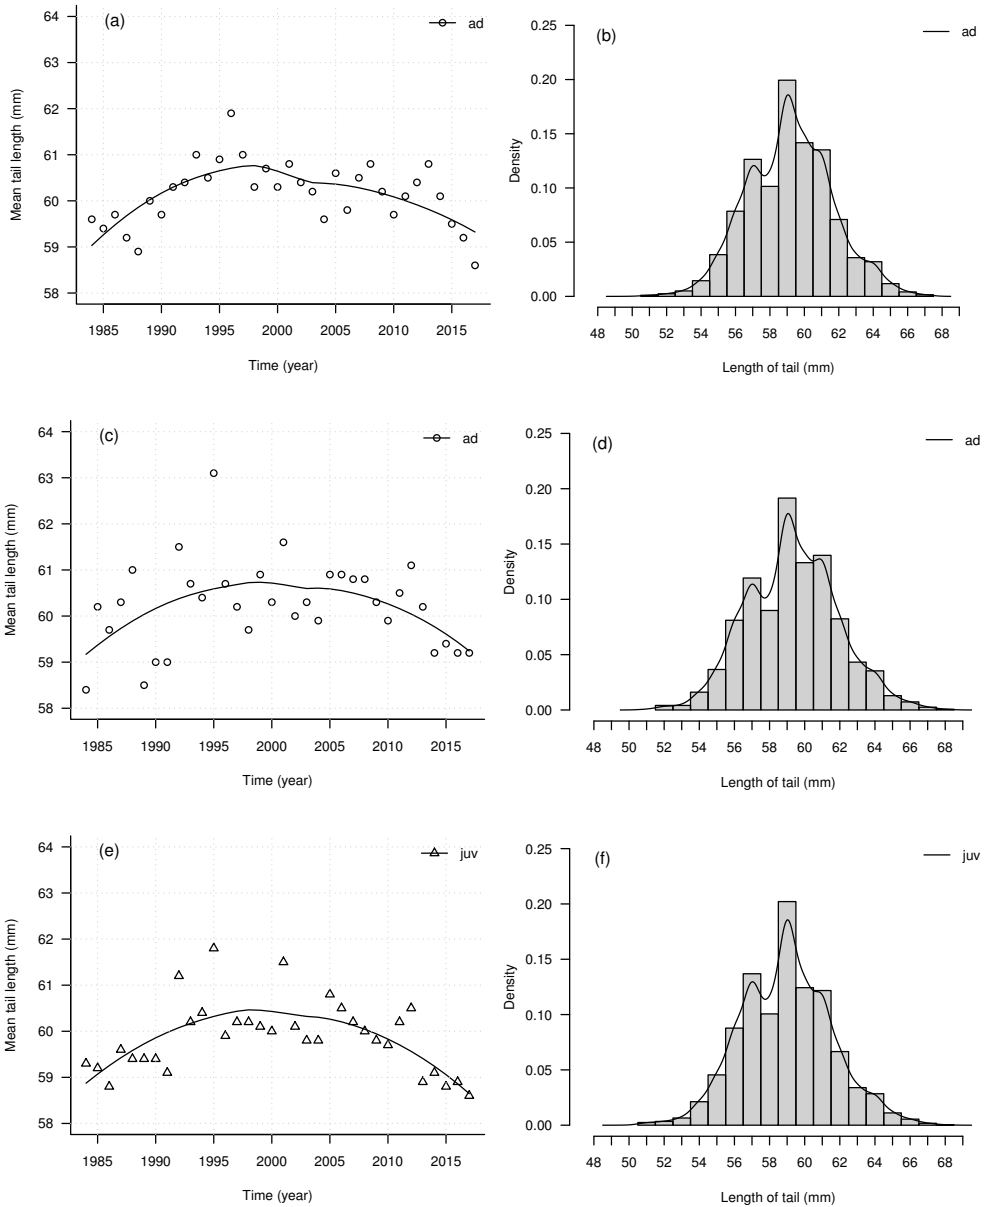 (a)
ad
64
63
62
61
60
59
58
Mean tail length (mm)
1985 1990 1995 2000 2005 2010 2015
Time (year)
(b)
ad
0.25
0.20
0.15
0.10
0.05
0.00
Density
48 50 52 54 56 58 60 62 64 66 68
Length of tail (mm)
(c)
ad
64
63
62
61
60
59
58
Mean tail length (mm)
1985 1990 1995 2000 2005 2010 2015
Time (year)
(d)
ad
0.25
0.20
0.15
0.10
0.05
0.00
Density
48 50 52 54 56 58 60 62 64 66 68
Length of tail (mm)
(e)
juv
64
63
62
61
60
59
58
Mean tail length (mm)
1985 1990 1995 2000 2005 2010 2015
Time (year)
(f)
juv
0.25
0.20
0.15
0.10
0.05
0.00
Density
48 50 52 54 56 58 60 62 64 66 68
Length of tail (mm)